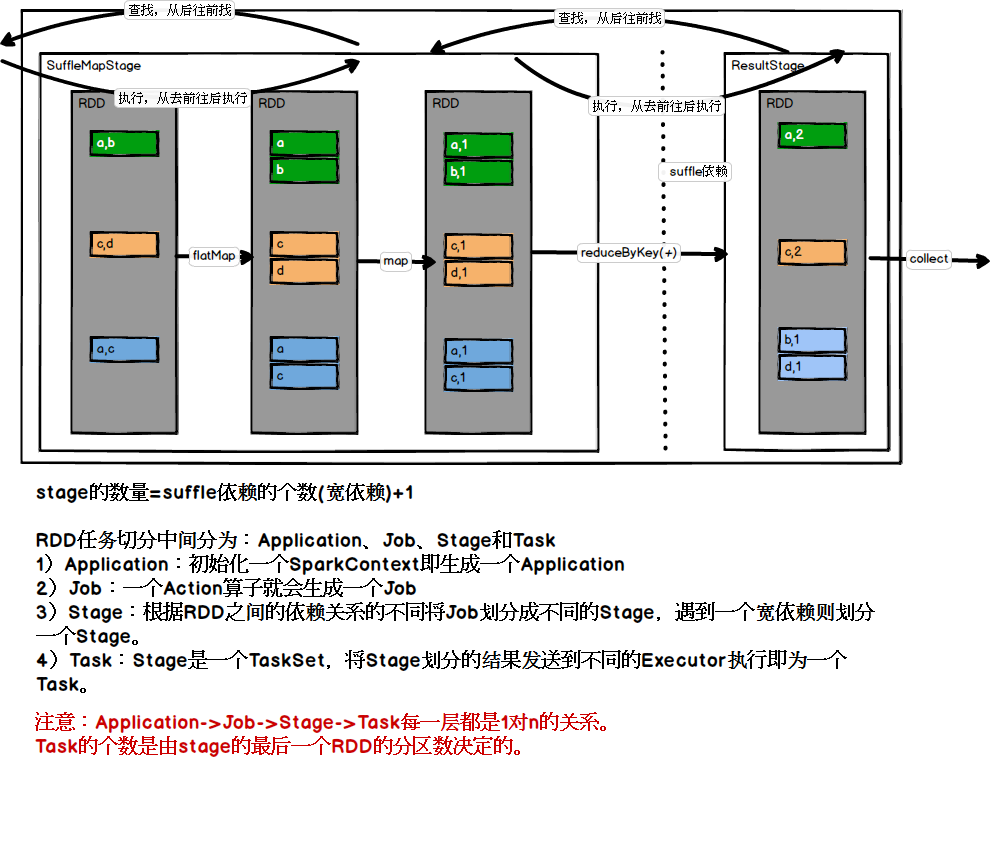 查找，从后往前找
查找，从后往前找
SuffleMapStage
ResultStage
执行，从去前往后执行
执行，从去前往后执行
RDD
RDD
RDD
RDD
a,b
a
b
a,1
b,1
a,2
suffle依赖
c,d
flatMap
c
d
map
c,1
d,1
reduceByKey(+)
c,2
collect
a,c
a
c
a,1
c,1
b,1
d,1
stage的数量=suffle依赖的个数(宽依赖)+1
RDD任务切分中间分为：Application、Job、Stage和Task
1）Application：初始化一个SparkContext即生成一个Application
2）Job：一个Action算子就会生成一个Job
3）Stage：根据RDD之间的依赖关系的不同将Job划分成不同的Stage，遇到一个宽依赖则划分
一个Stage。
4）Task：Stage是一个TaskSet，将Stage划分的结果发送到不同的Executor执行即为一个
Task。
注意：Application->Job->Stage->Task每一层都是1对n的关系。
Task的个数是由stage的最后一个RDD的分区数决定的。